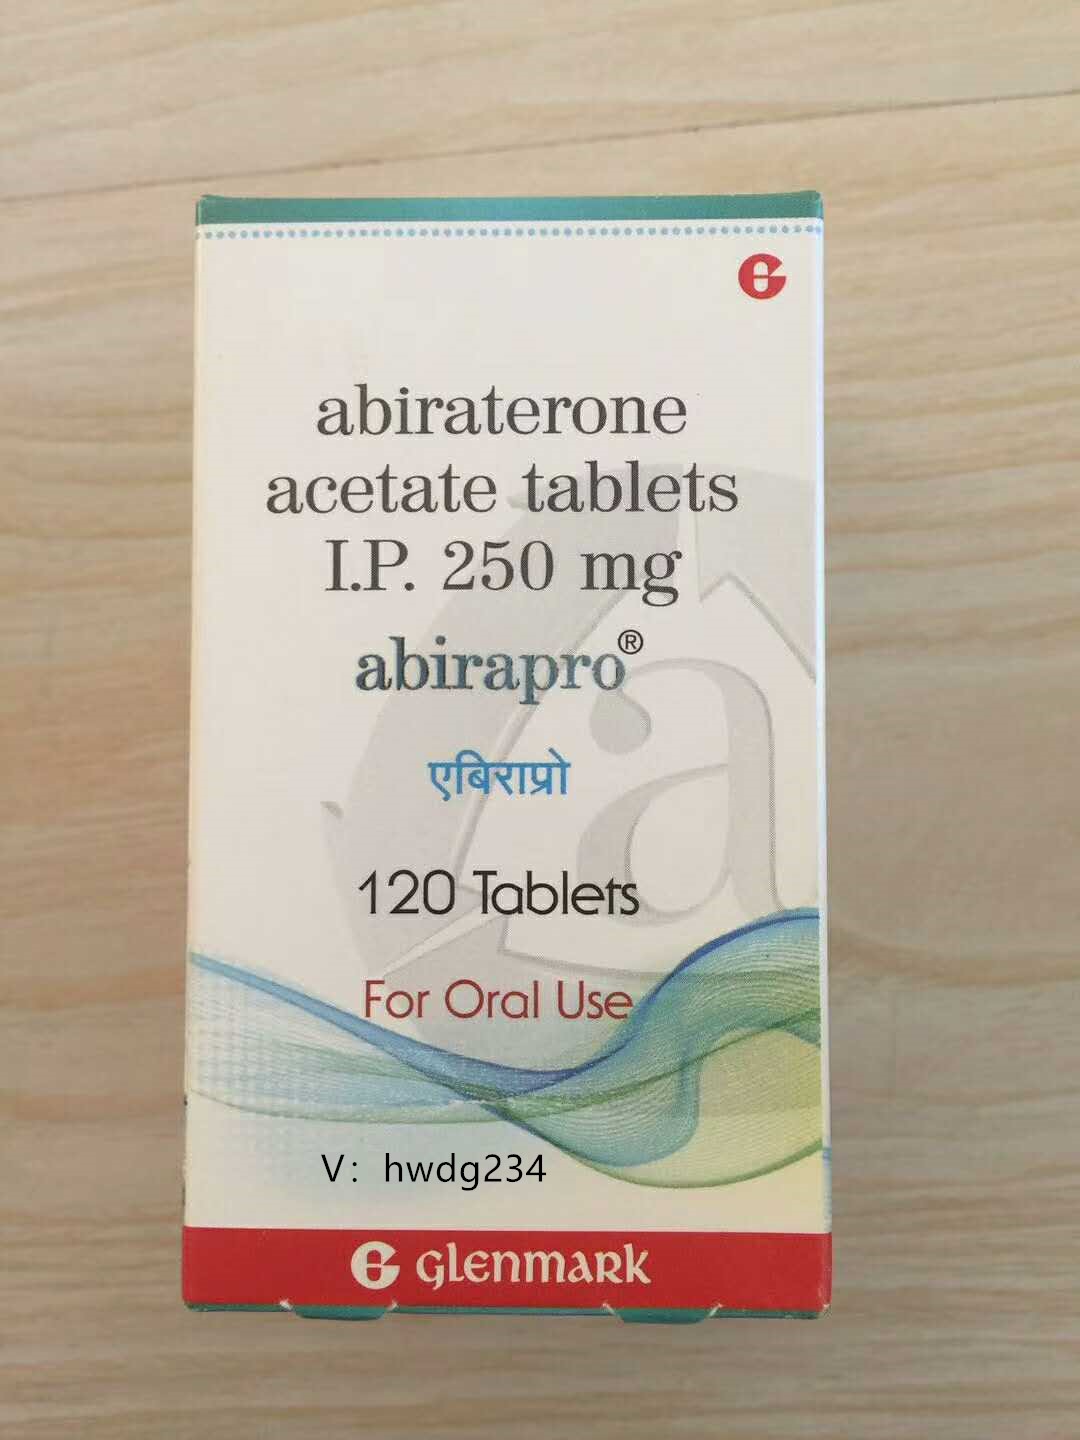 abiraterone
acetate tablets
I.P. 250 mg
abirapro®
एबिराप्रो
120 Tablets
For Oral Use
V: hwdg234
GLENMARK